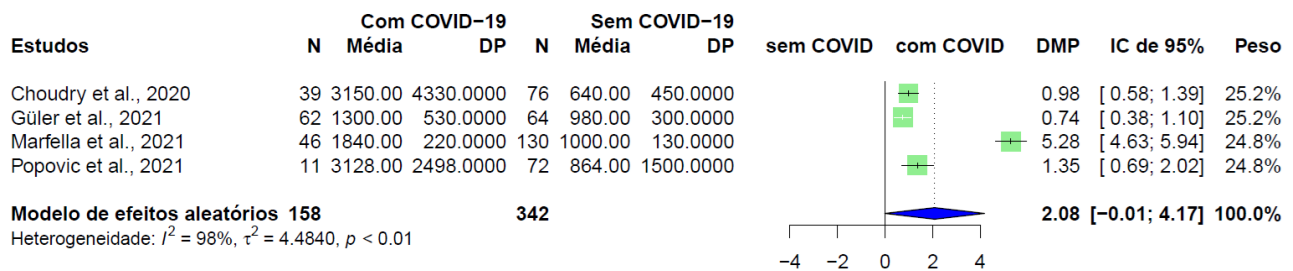 Com COVID−19 Sem COVID−19
Estudos N Média DP N Média DP sem COVID com COVID DMP IC de 95% Peso
Choudry et al., 2020 39 3150.00 4330.0000 76 640.00 450.0000 0.98 [ 0.58; 1.39] 25.2%
Güler et al., 2021 62 1300.00 530.0000 64 980.00 300.0000 0.74 [ 0.38; 1.10] 25.2%
Marfella et al., 2021 46 1840.00 220.0000 130 1000.00 130.0000 5.28 [ 4.63; 5.94] 24.8%
Popovic et al., 2021 11 3128.00 2498.0000 72 864.00 1500.0000 1.35 [ 0.69; 2.02] 24.8%
Modelo de efeitos aleatórios 158 342 2.08 [−0.01; 4.17] 100.0%
Heterogeneidade: I² = 98%, τ² = 4.4840, p < 0.01
−4 −2 0 2 4